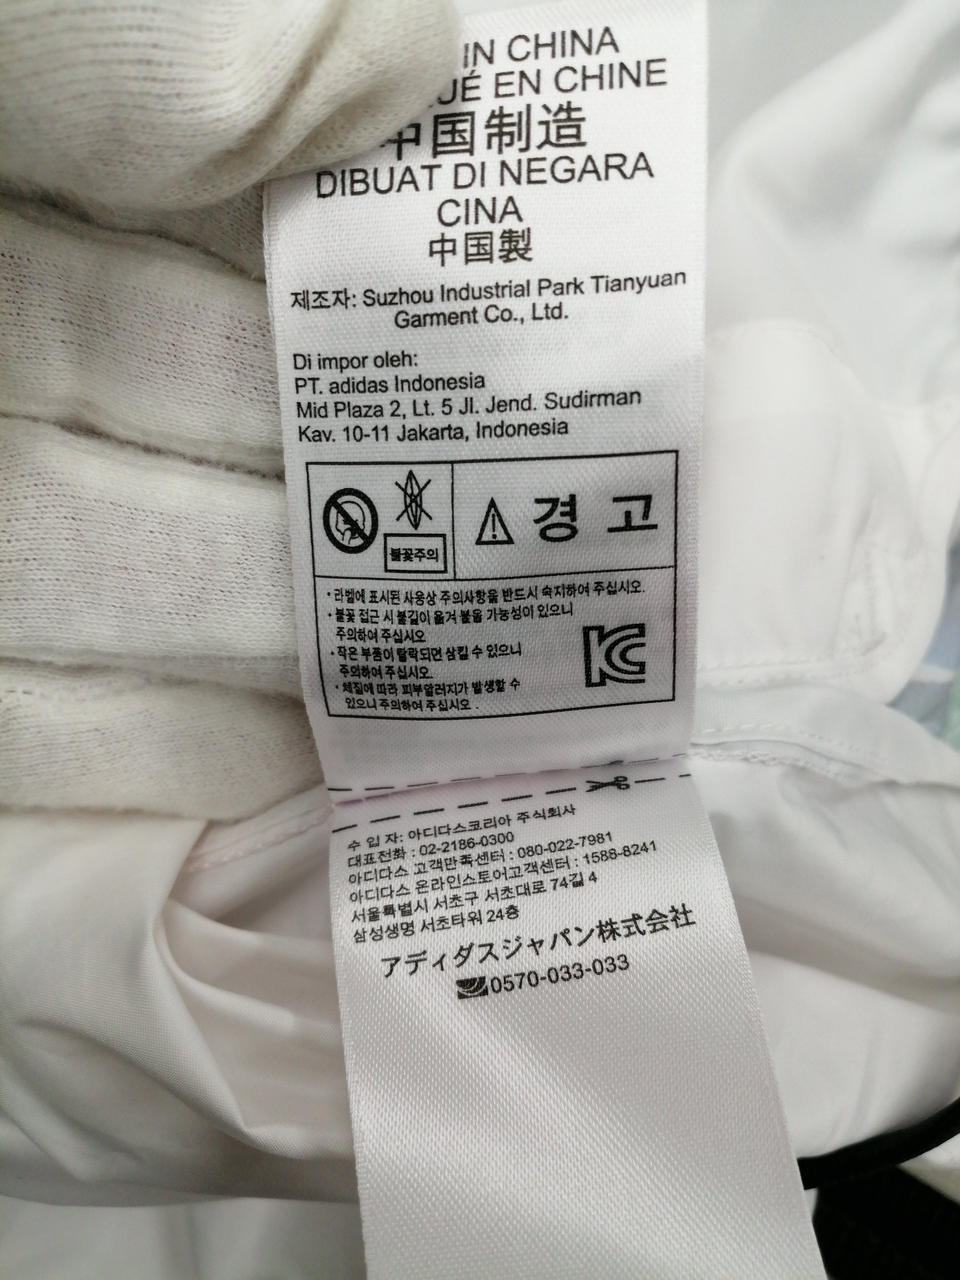 IN CHINA
EN CHINE
中国制造
DIBUAT DI NEGARA
CINA
中国製
제조자: Suzhou Industrial Park Tianyuan
Garment Co., Ltd.
Di impor oleh:
PT. adidas Indonesia
Mid Plaza 2, Lt. 5 Jl. Jend. Sudirman
Kav. 10-11 Jakarta, Indonesia
불꽃주의
경 고
• 라벨에 표시된 사용상 주의사항을 반드시 숙지하여 주십시오.
• 불꽃 접근 시 불길이 옮겨 붙을 가능성이 있으니
주의하여 주십시오
• 작은 부품이 탈락되면 삼킬 수 있으니
주의하여 주십시오.
• 체질에 따라 피부알러지가 발생할 수
있으니 주의하여 주십시오 .
KC
수 입 자: 아디다스코리아 주식회사
대표전화 : 02-2186-0300
아디다스 고객만족센터 : 080-022-7981
아디다스 온라인스토어고객센터 : 1588-8241
서울특별시 서초구 서초대로 74길 4
삼성생명 서초타워 24층
アディダスジャパン株式会社
0570-033-033